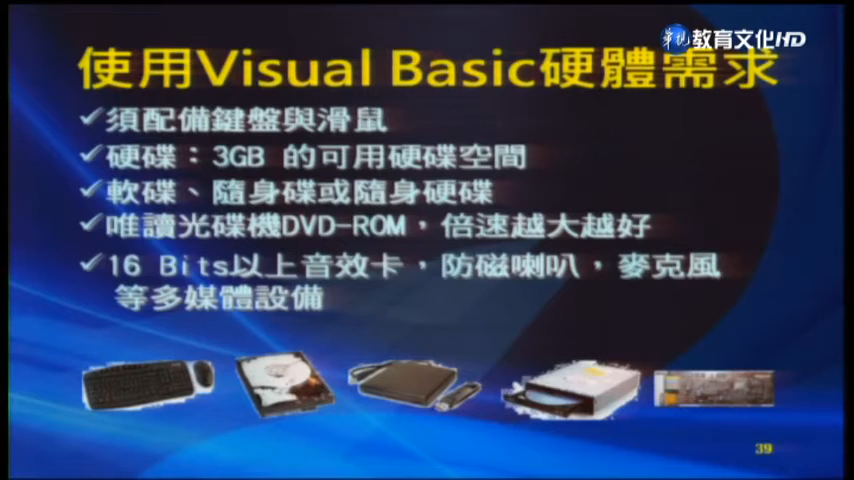 華視 教育文化HD
使用Visual Basic硬體需求
✓須配備鍵盤與滑鼠
✓硬碟：3GB 的可用硬碟空間
✓軟碟、隨身碟或隨身硬碟
✓唯讀光碟機DVD-ROM，倍速越大越好
✓16 Bits以上音效卡，防磁喇叭，麥克風
等多媒體設備
39